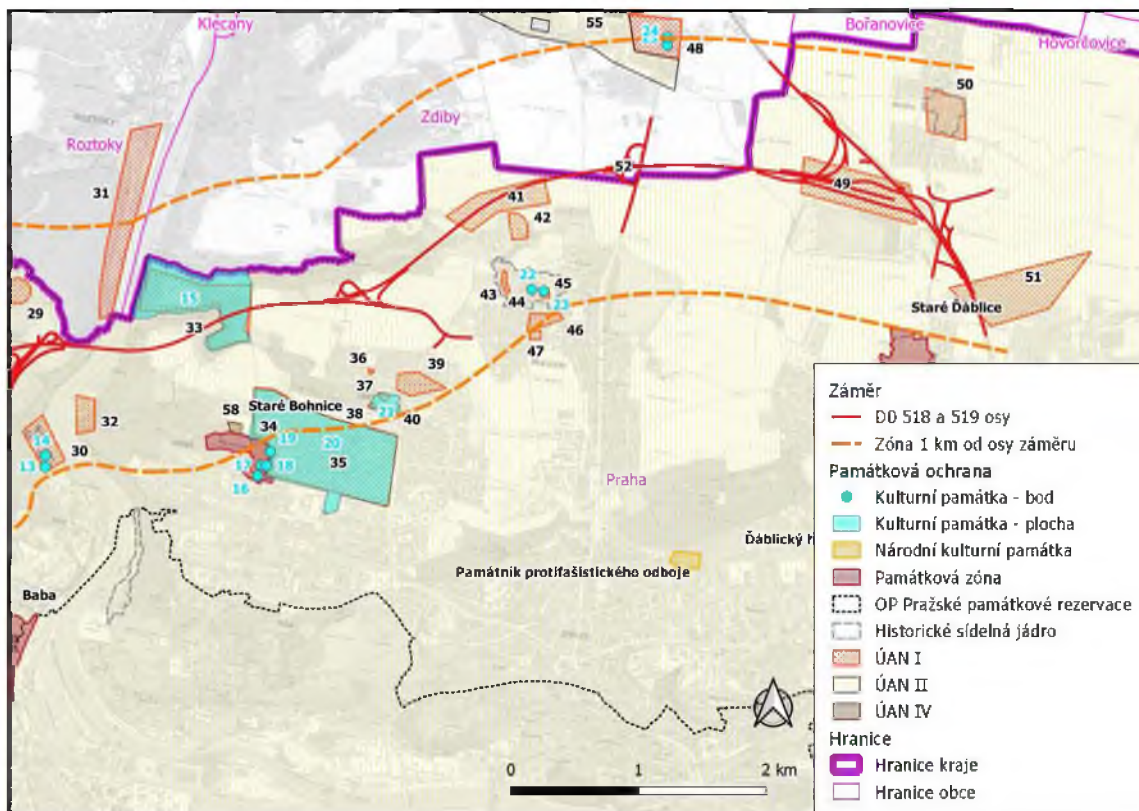 Klecany
55
24
48
Bořanovice
Hovorčovice
50
Roztoky
31
Zdiby
52
49
41
42
29
15
33
22
45
43
44
23
46
47
51
Staré Ďáblice
36
39
37
21
38
40
32
58
Staré Bohnice
34
19
20
14
30
13
17
18
35
16
Praha
Ďáblický h
Památník protifašistického odboje
Baba
0 1 2 km
Záměr
D0 518 a 519 osy
Zóna 1 km od osy záměru
Památková ochrana
Kulturní památka - bod
Kulturní památka - plocha
Národní kulturní památka
Památková zóna
OP Pražské památkové rezervace
Historické sídelná jádro
ÚAN I
ÚAN II
ÚAN IV
Hranice
Hranice kraje
Hranice obce